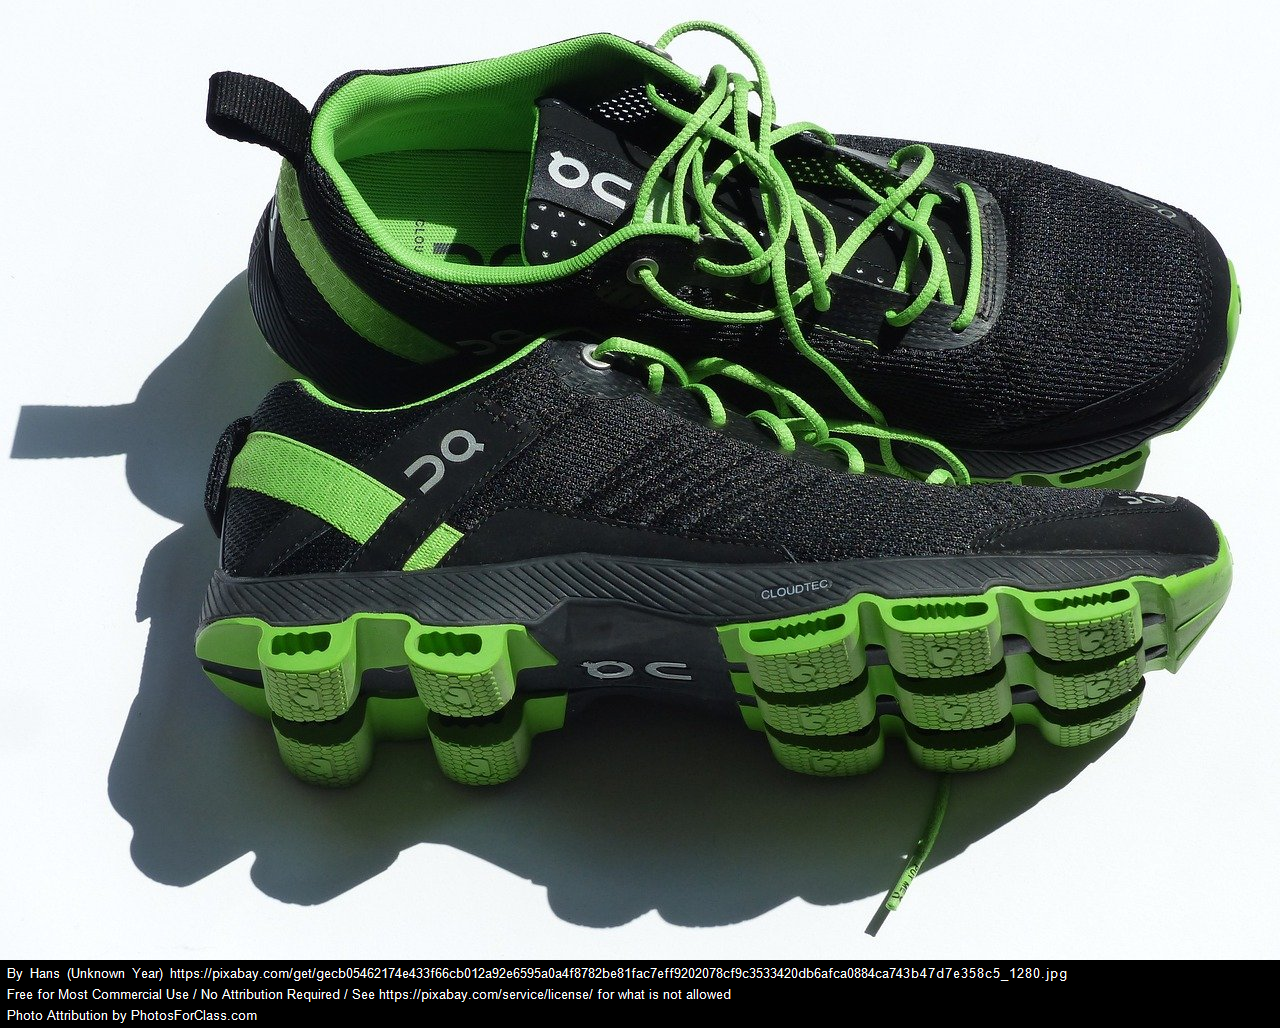 CLOUDTEC
By Hans (Unknown Year) https://pixabay.com/get/gecb05462174e433f66cb012a92e6595a0a4f8782be81fac7eff9202078cf9c3533420db6afca0884ca743b47d7e358c5_1280.jpg
Free for Most Commercial Use / No Attribution Required / See https://pixabay.com/service/license/ for what is not allowed
Photo Attribution by PhotosForClass.com